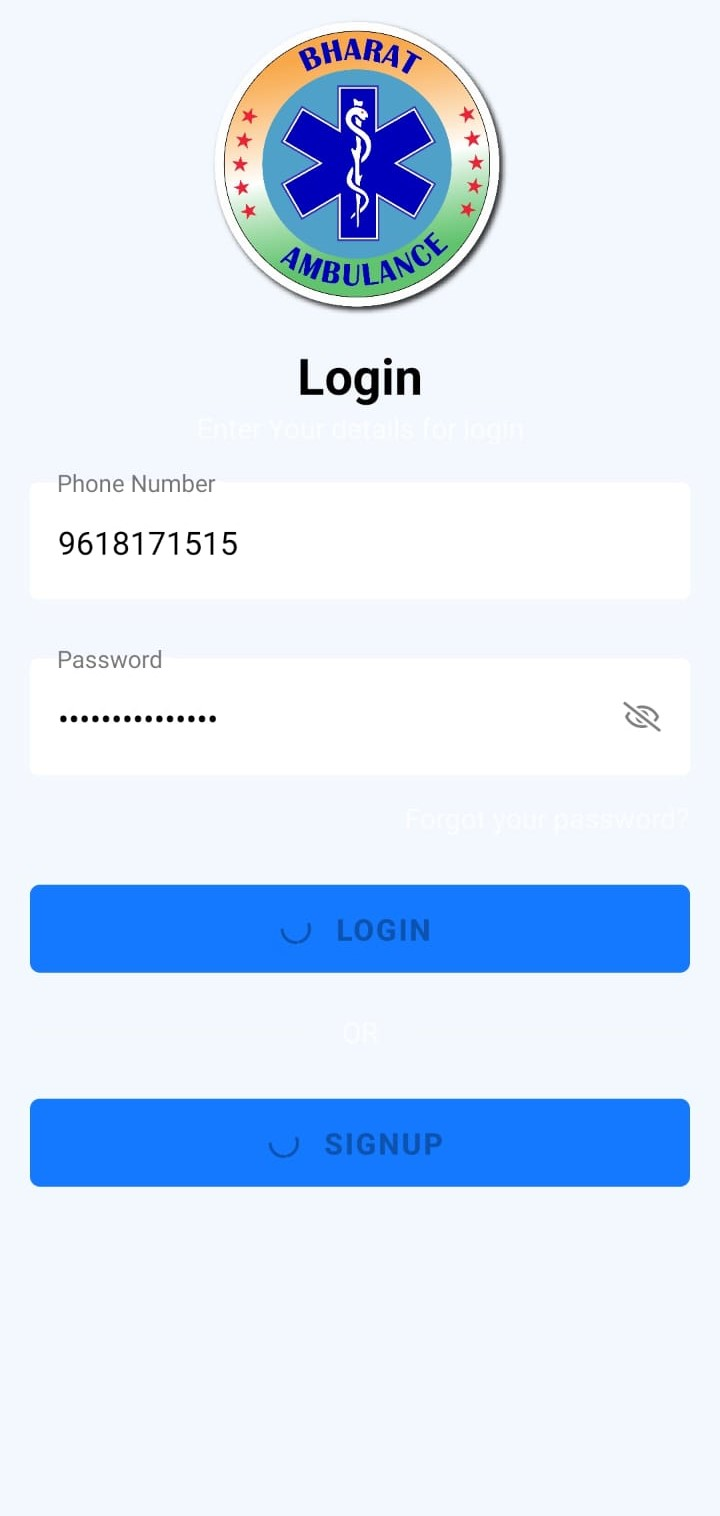 BHARAT
AMBULANCE
Login
Enter Your details for login
Phone Number
9618171515
Password
•••••••••••••••
Forgot your password?
LOGIN
OR
SIGNUP